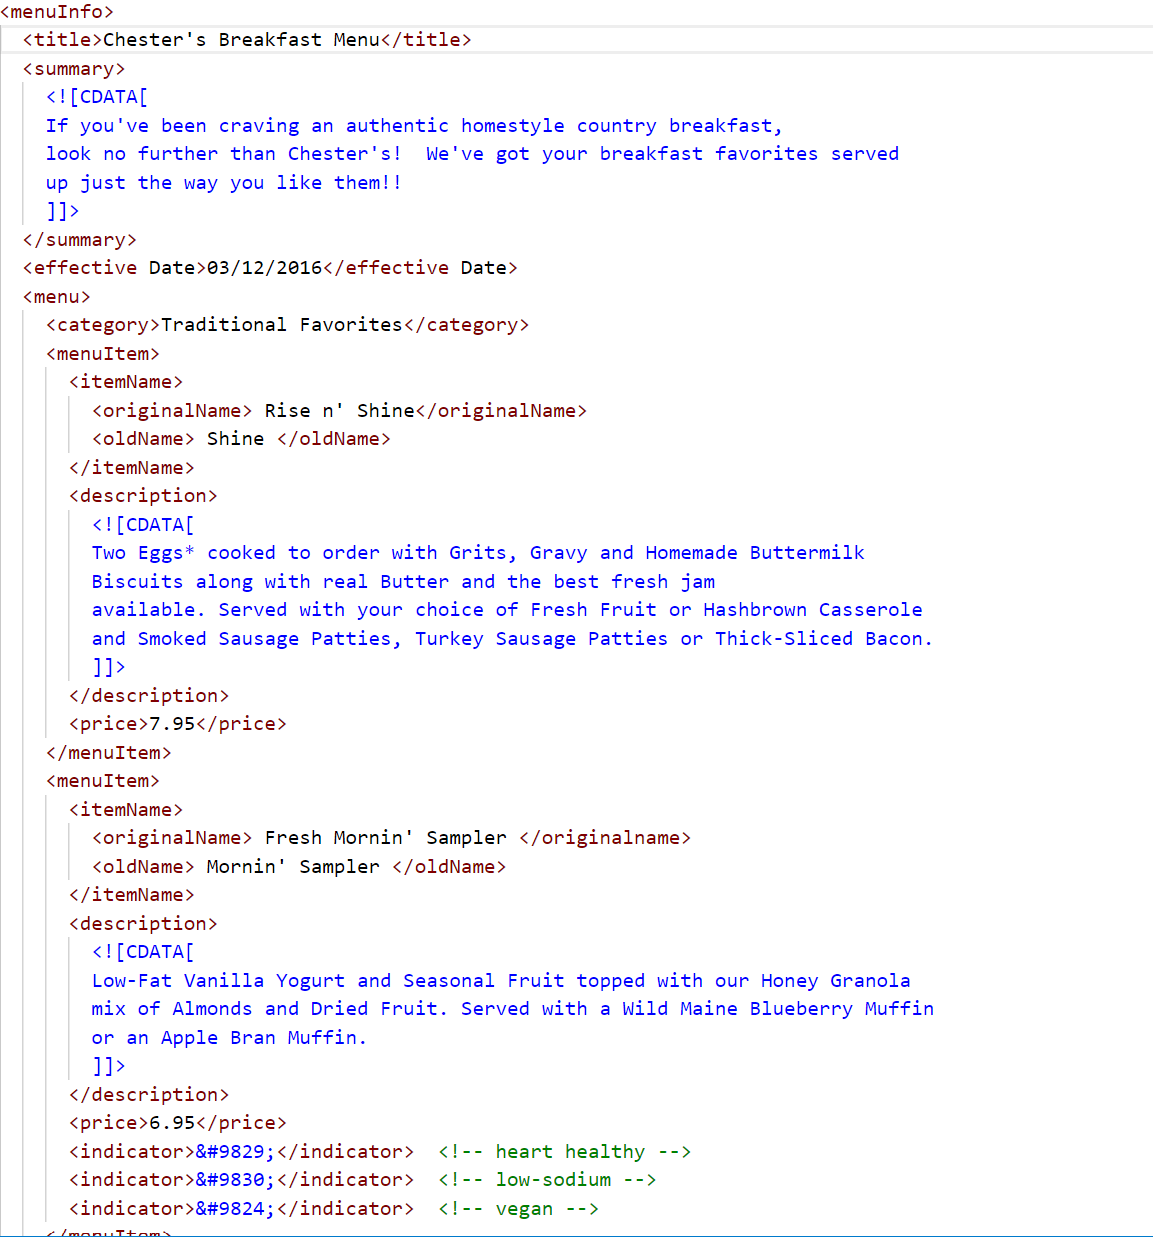 <menuInfo>
<title>Chester's Breakfast Menu</title>
<summary>
<![CDATA[
If you've been craving an authentic homestyle country breakfast,
look no further than Chester's!  We've got your breakfast favorites served
up just the way you like them!!
]]>
</summary>
<effective Date>03/12/2016</effective Date>
<menu>
<category>Traditional Favorites</category>
<menuItem>
<itemName>
<originalName> Rise n' Shine</originalName>
<oldName> Shine </oldName>
</itemName>
<description>
<![CDATA[
Two Eggs* cooked to order with Grits, Gravy and Homemade Buttermilk
Biscuits along with real Butter and the best fresh jam
available. Served with your choice of Fresh Fruit or Hashbrown Casserole
and Smoked Sausage Patties, Turkey Sausage Patties or Thick-Sliced Bacon.
]]>
</description>
<price>7.95</price>
</menuItem>
<menuItem>
<itemName>
<originalName> Fresh Mornin' Sampler </originalname>
<oldName> Mornin' Sampler </oldName>
</itemName>
<description>
<![CDATA[
Low-Fat Vanilla Yogurt and Seasonal Fruit topped with our Honey Granola
mix of Almonds and Dried Fruit. Served with a Wild Maine Blueberry Muffin
or an Apple Bran Muffin.
]]>
</description>
<price>6.95</price>
<indicator>&#9829;</indicator>  <!-- heart healthy -->
<indicator>&#9830;</indicator>  <!-- low-sodium -->
<indicator>&#9824;</indicator>  <!-- vegan -->
</menuItem>